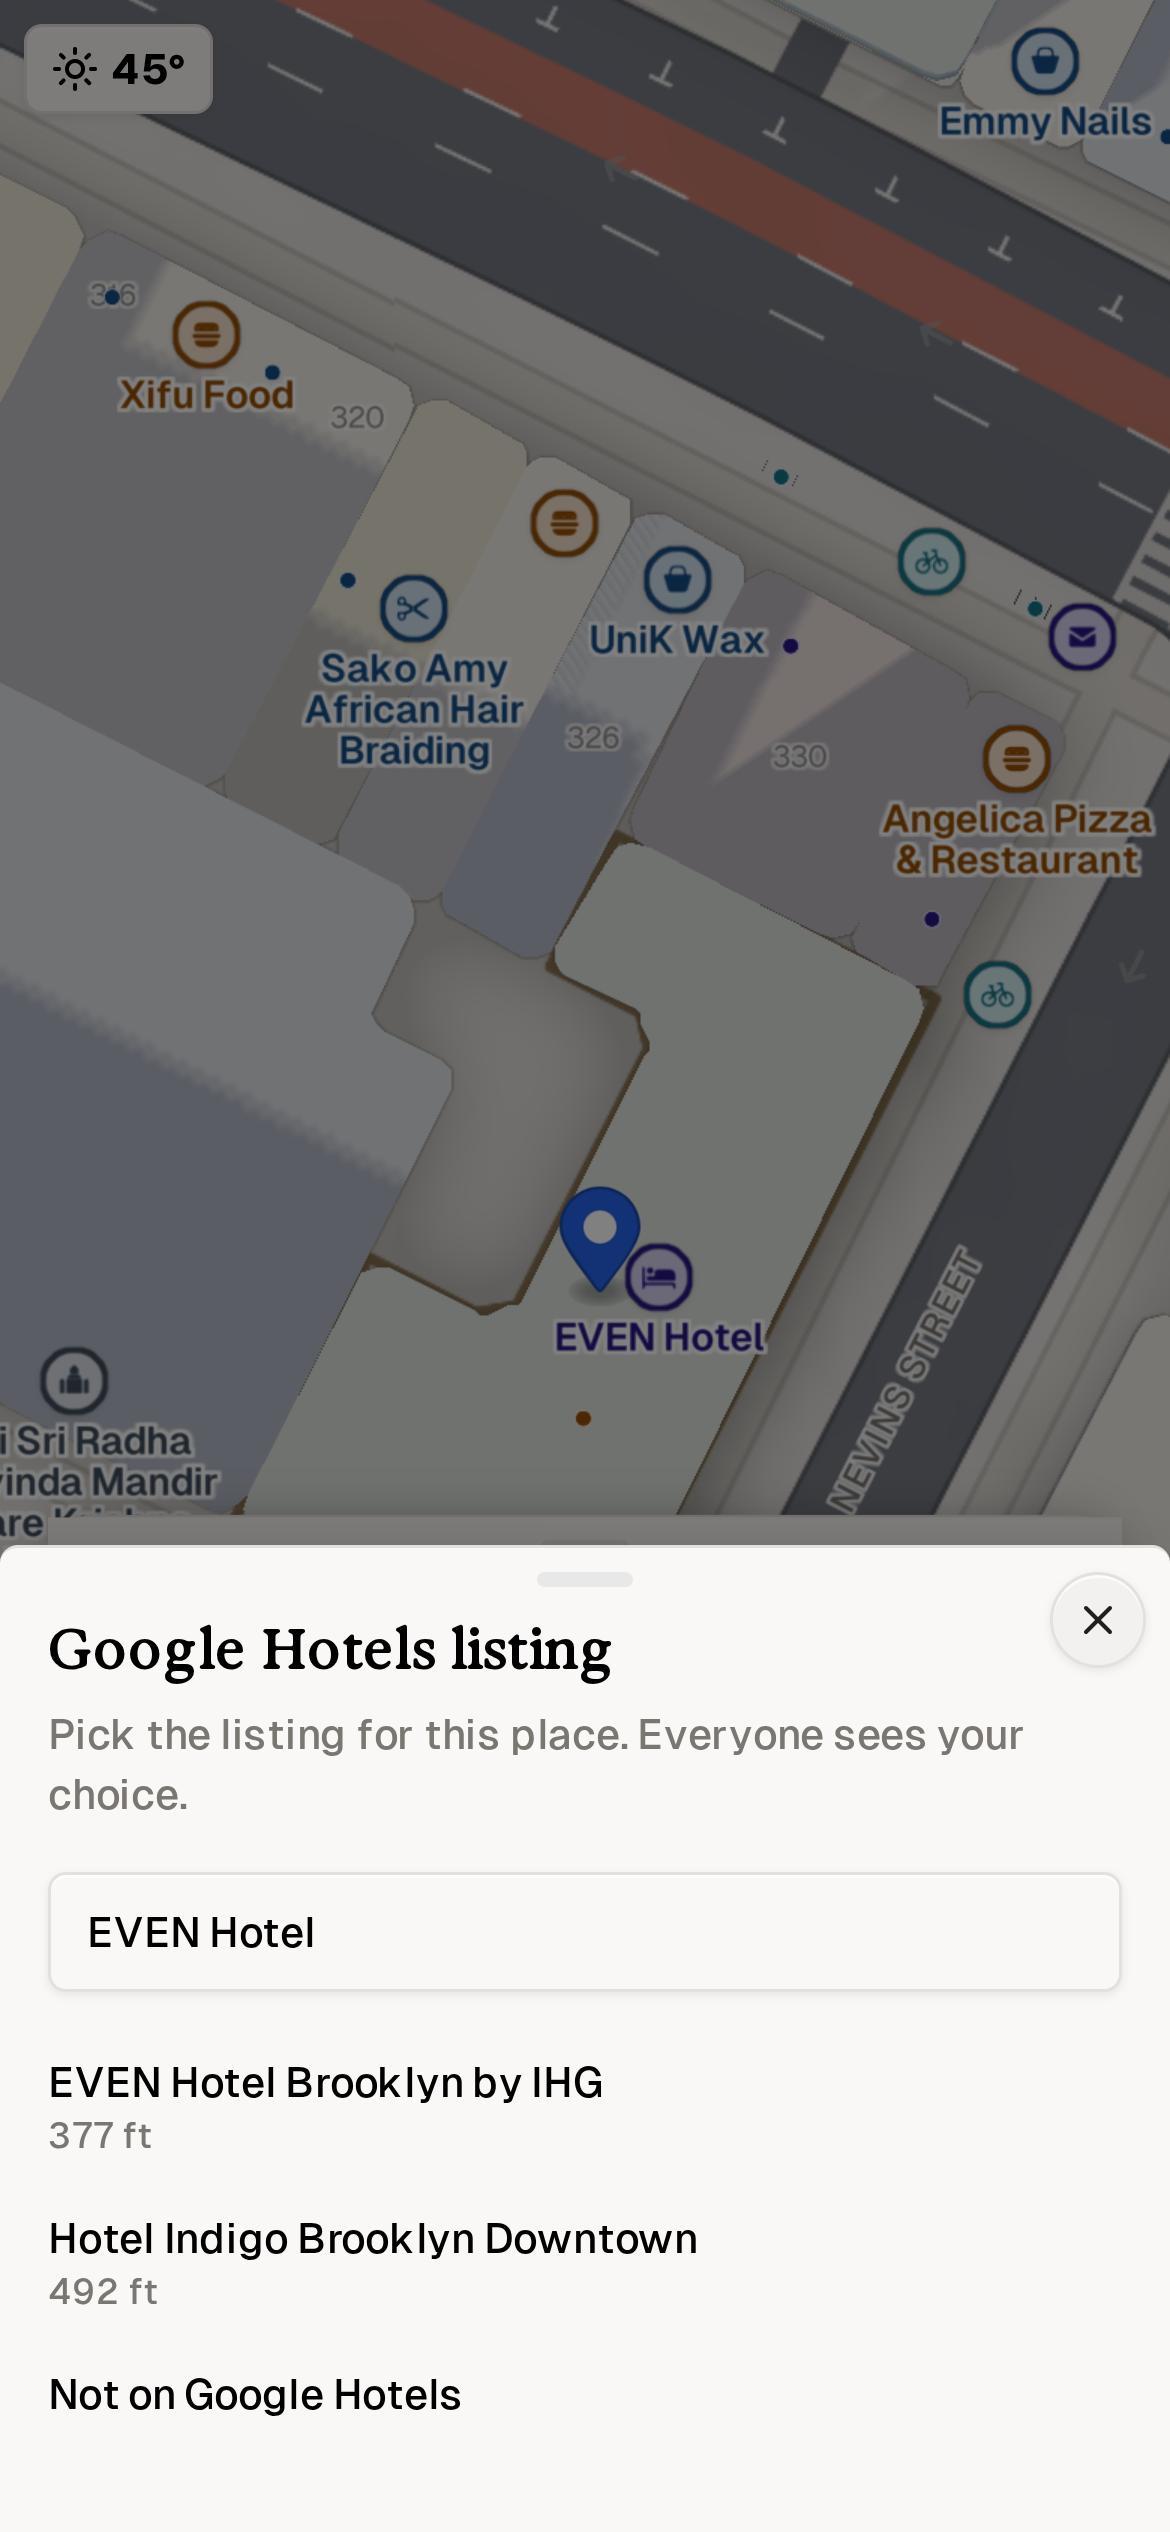 45°
Emmy Nails
316
Xifu Food
320
Sako Amy
African Hair
Braiding
UniK Wax
326
330
Angelica Pizza
& Restaurant
EVEN Hotel
NEVINS STREET
i Sri Radha
vinda Mandir
are
Google Hotels listing
Pick the listing for this place. Everyone sees your
choice.
EVEN Hotel
EVEN Hotel Brooklyn by IHG
377 ft
Hotel Indigo Brooklyn Downtown
492 ft
Not on Google Hotels